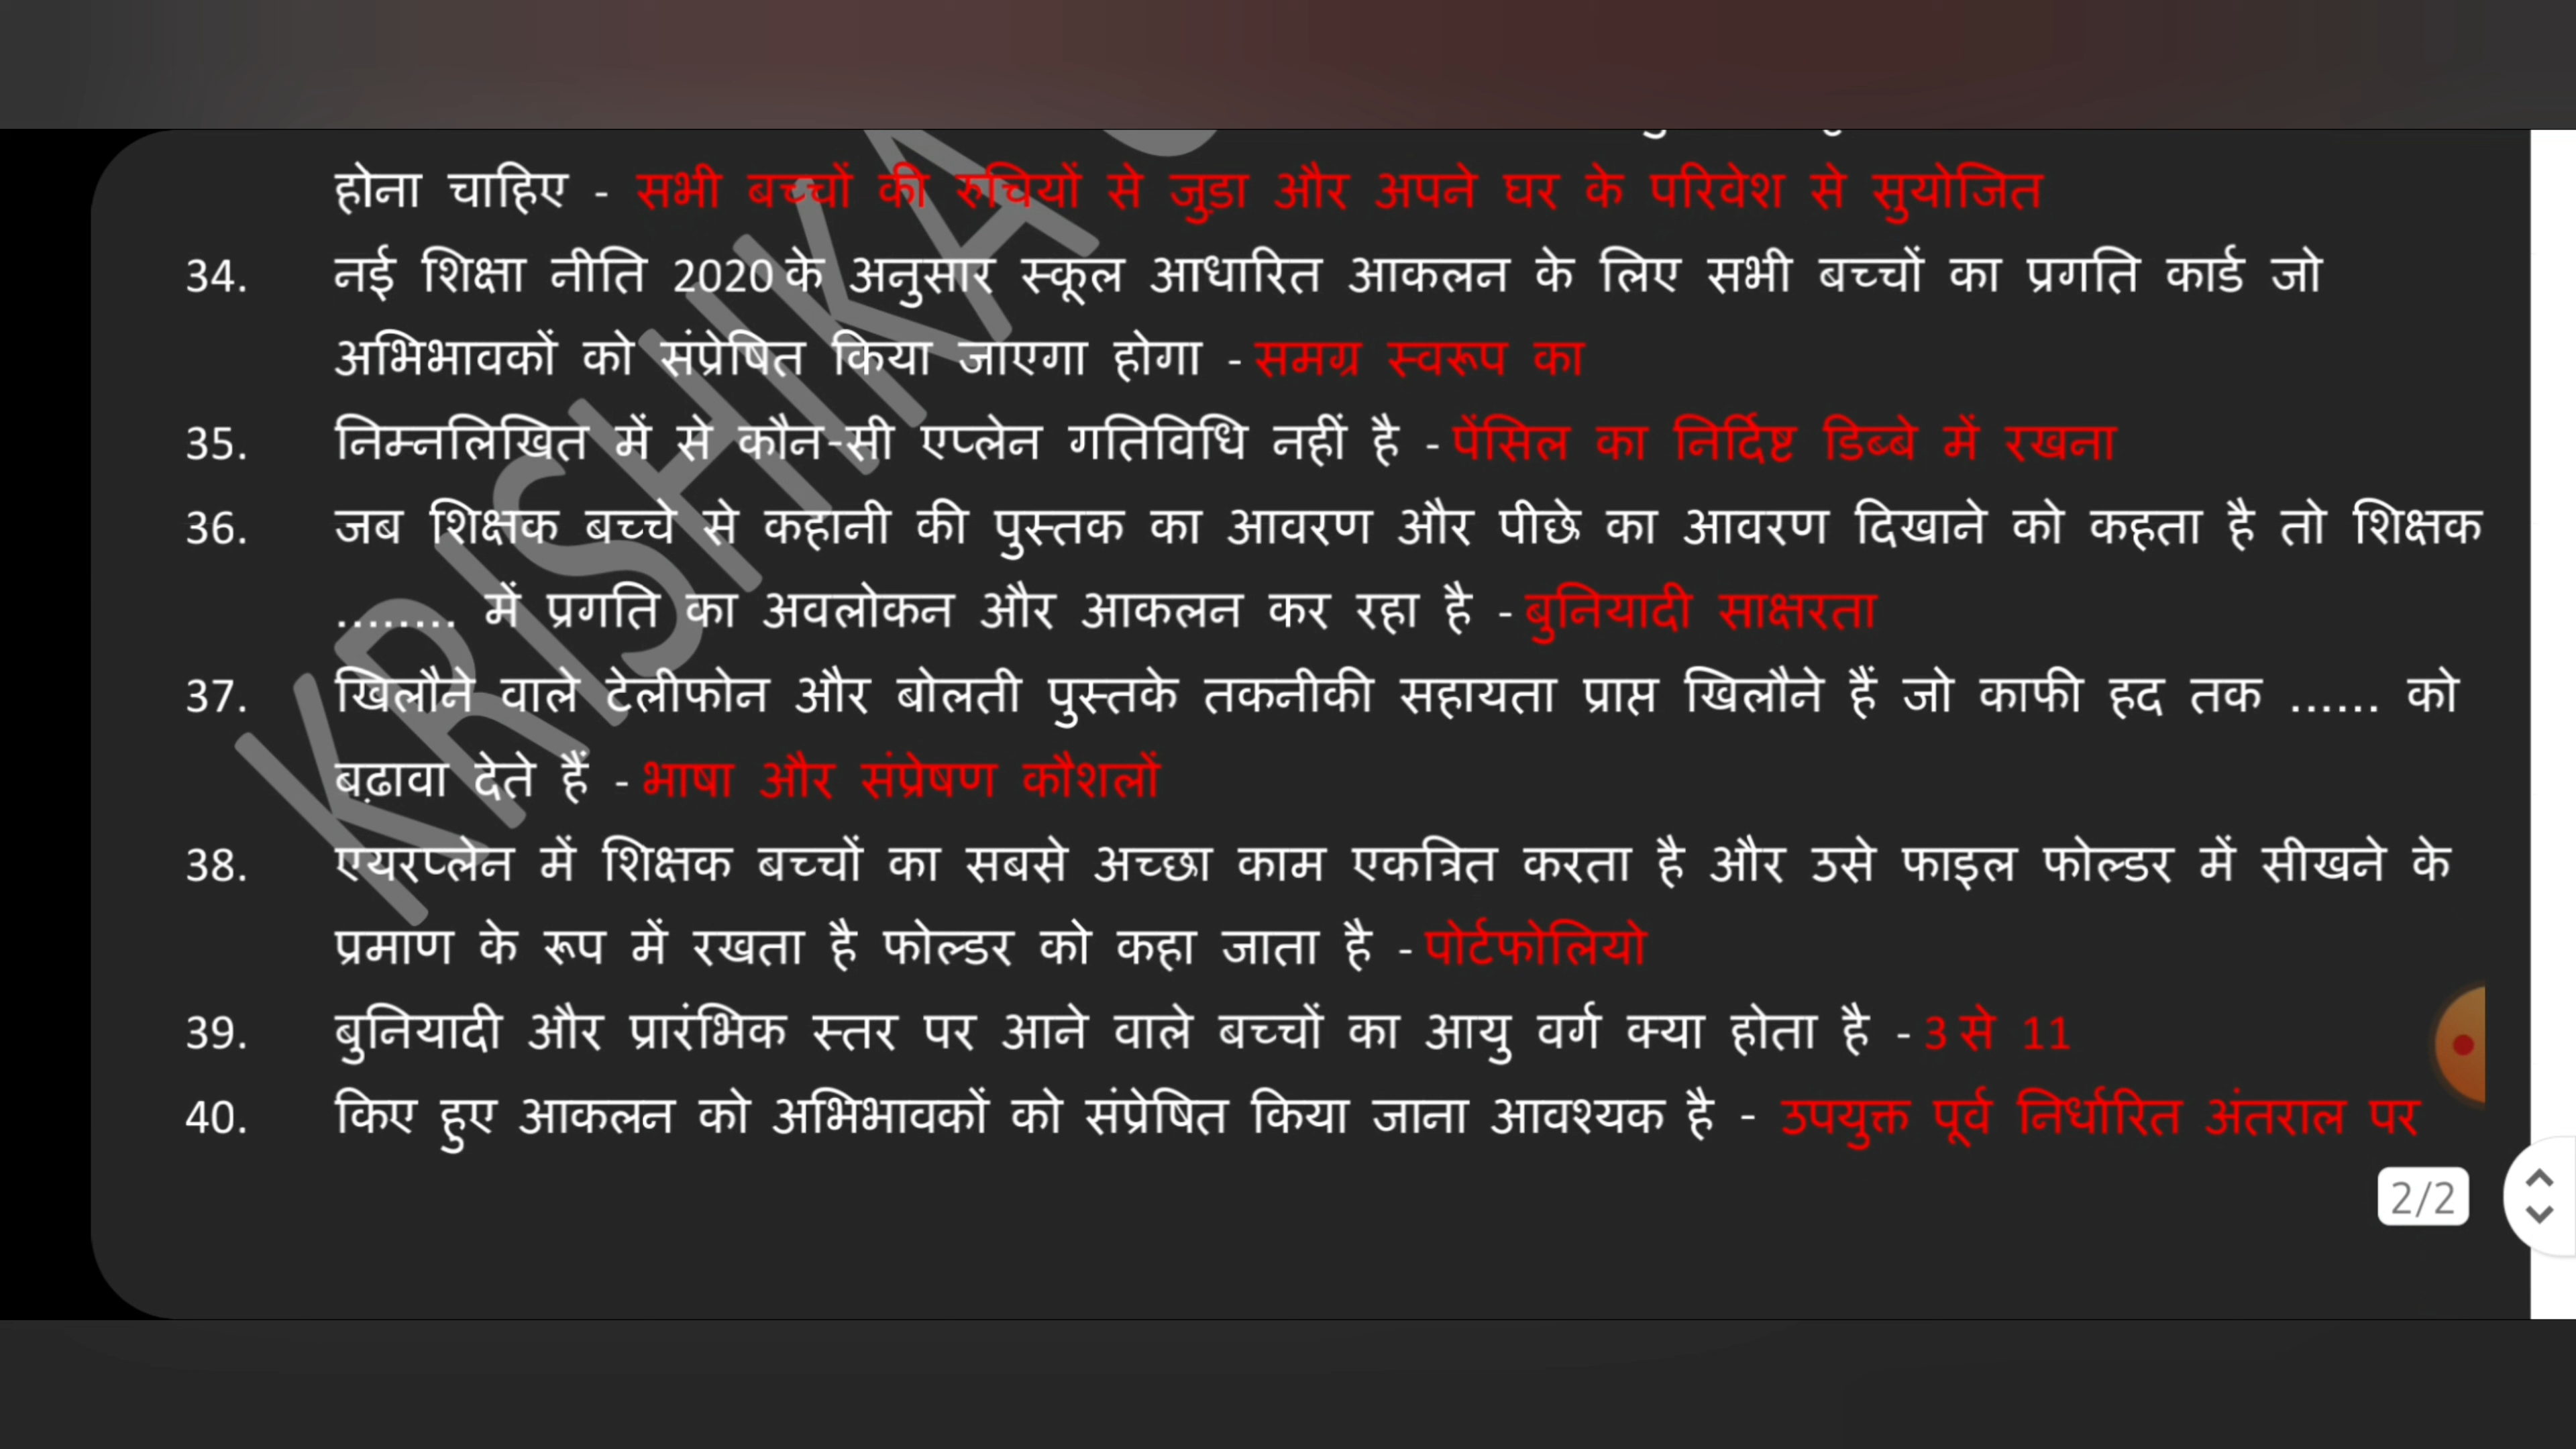 होना चाहिए - सभी बच्चों की रुचियों से जुड़ा और अपने घर के परिवेश से सुयोजित
34. नई शिक्षा नीति 2020 के अनुसार स्कूल आधारित आकलन के लिए सभी बच्चों का प्रगति कार्ड जो
अभिभावकों को संप्रेषित किया जाएगा होगा - समग्र स्वरूप का
35. निम्नलिखित में से कौन-सी एप्लेन गतिविधि नहीं है - पेंसिल का निर्दिष्ट डिब्बे में रखना
36. जब शिक्षक बच्चे से कहानी की पुस्तक का आवरण और पीछे का आवरण दिखाने को कहता है तो शिक्षक
........ में प्रगति का अवलोकन और आकलन कर रहा है - बुनियादी साक्षरता
37. खिलौने वाले टेलीफोन और बोलती पुस्तके तकनीकी सहायता प्राप्त खिलौने हैं जो काफी हद तक ...... को
बढ़ावा देते हैं - भाषा और संप्रेषण कौशलों
38. एयरप्लेन में शिक्षक बच्चों का सबसे अच्छा काम एकत्रित करता है और उसे फाइल फोल्डर में सीखने के
प्रमाण के रूप में रखता है फोल्डर को कहा जाता है - पोर्टफोलियो
39. बुनियादी और प्रारंभिक स्तर पर आने वाले बच्चों का आयु वर्ग क्या होता है - 3 से 11
40. किए हुए आकलन को अभिभावकों को संप्रेषित किया जाना आवश्यक है - उपयुक्त पूर्व निर्धारित अंतराल पर
2/2
KRISHIKA